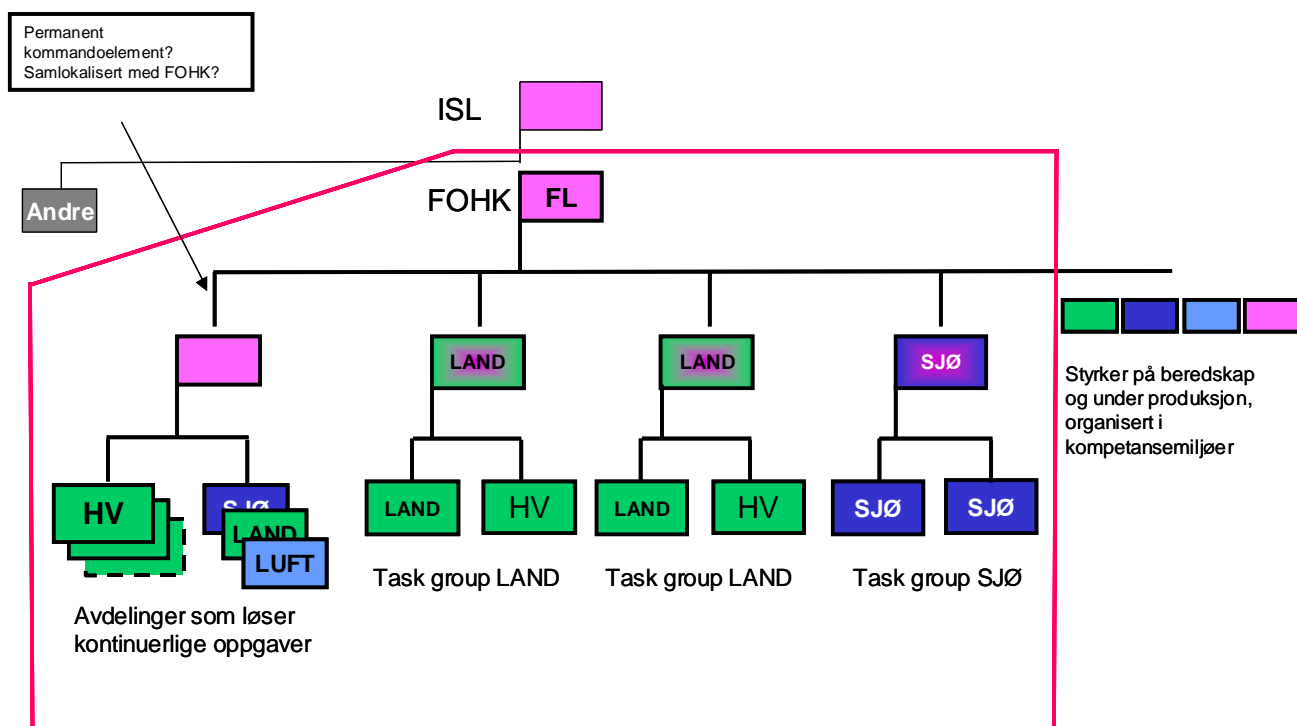 Permanent
kommandoelement?
Samlokalisert med FOHK?
ISL
Andre
FOHK
FL
LAND
LAND
SJØ
Styrker på beredskap
og under produksjon,
organisert i
kompetansemiljøer
HV
SJØ
LAND
LUFT
LAND
HV
LAND
HV
SJØ
SJØ
Task group LAND
Task group LAND
Task group SJØ
Avdelinger som løser
kontinuerlige oppgaver